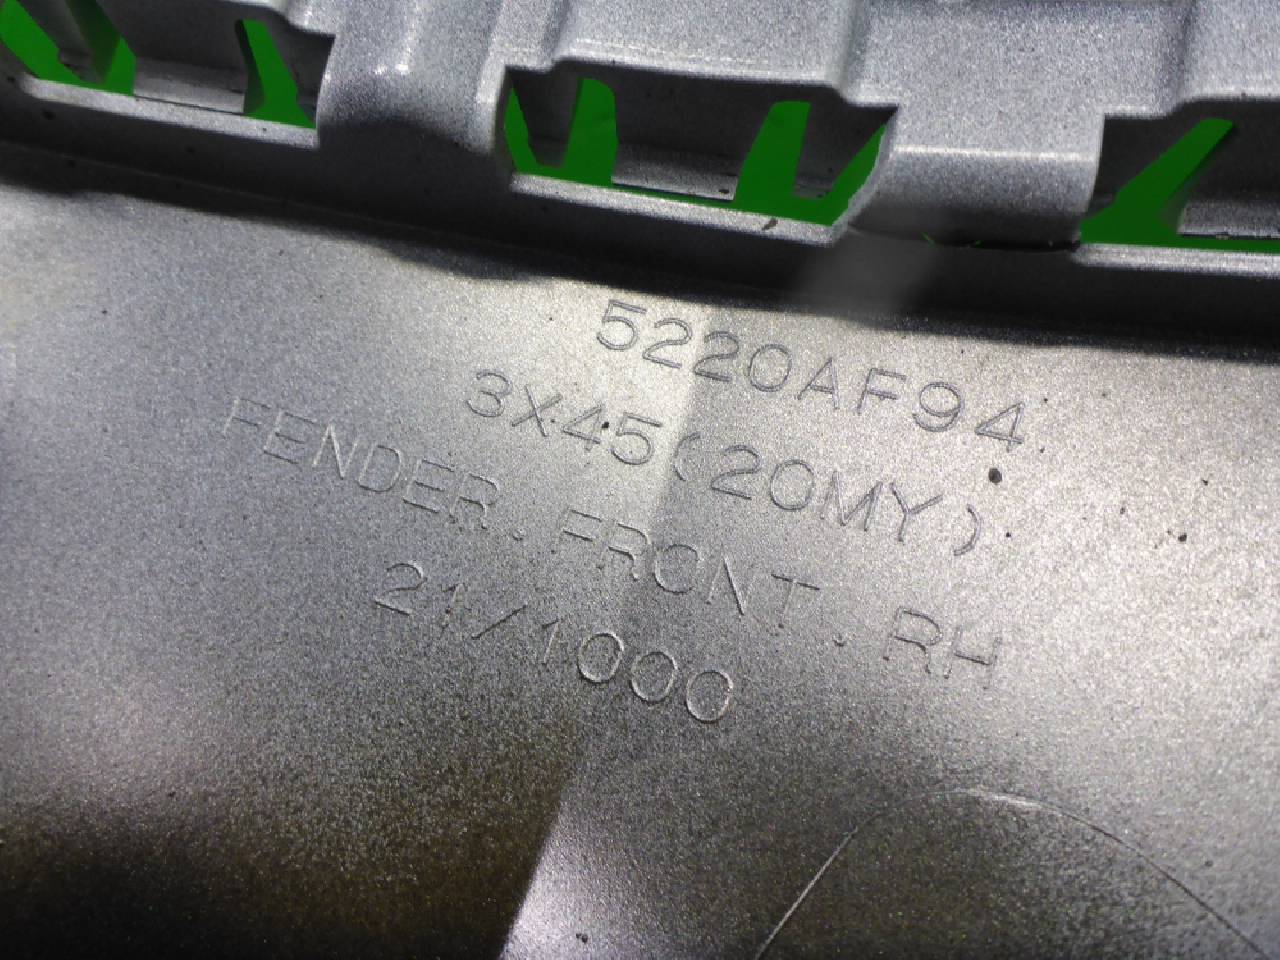 5220AF94
3X45(20MY)
FENDER.FRONT.RH
21/1000